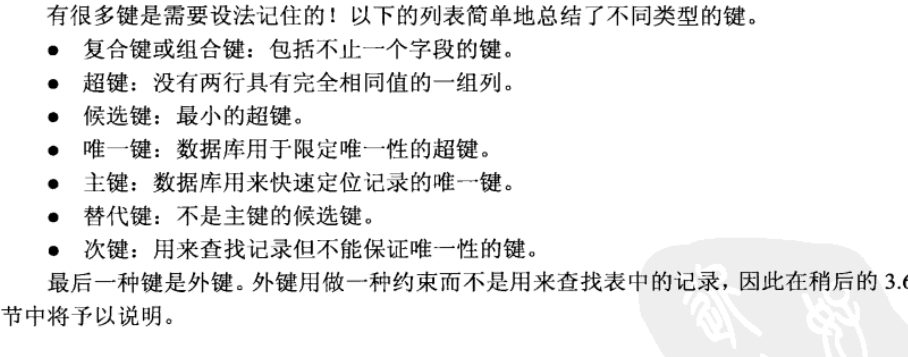 有很多键是需要设法记住的！以下的列表简单地总结了不同类型的键。
● 复合键或组合键：包括不止一个字段的键。
● 超键：没有两行具有完全相同值的一组列。
● 候选键：最小的超键。
● 唯一键：数据库用于限定唯一性的超键。
● 主键：数据库用来快速定位记录的唯一键。
● 替代键：不是主键的候选键。
● 次键：用来查找记录但不能保证唯一性的键。
最后一种键是外键。外键用做一种约束而不是用来查找表中的记录，因此在稍后的 3.6
节中将予以说明。